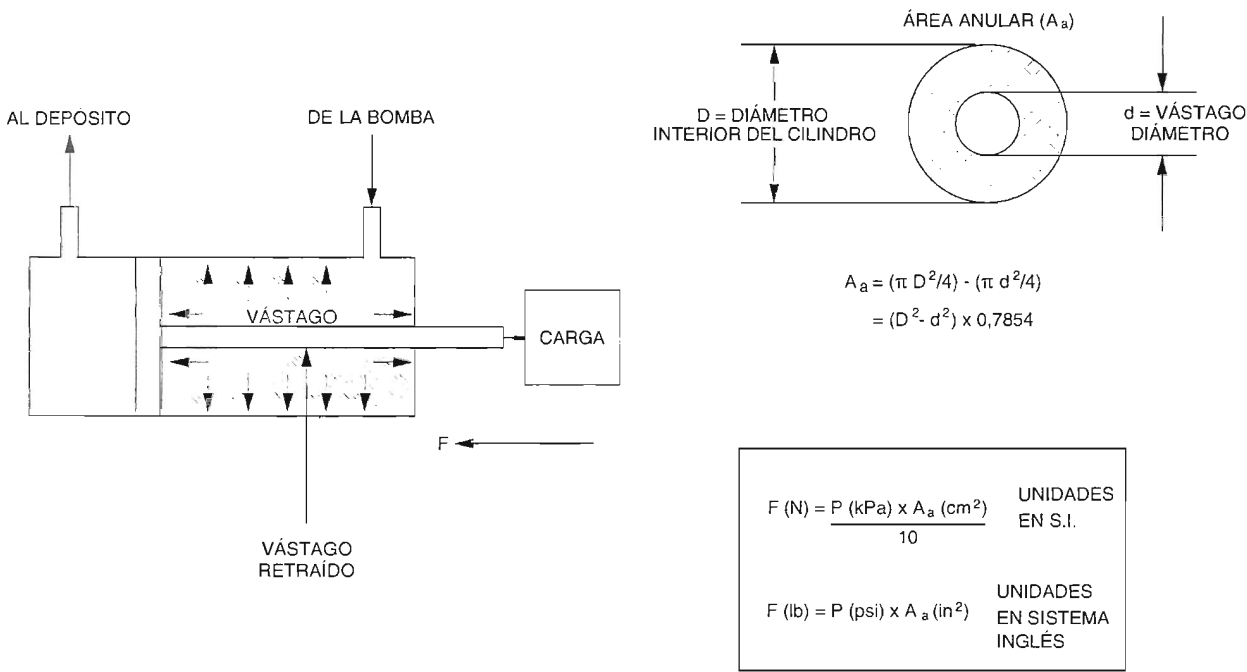 AL DEPÓSITO
DE LA BOMBA
VÁSTAGO
CARGA
F
VÁSTAGO
RETRAÍDO
ÁREA ANULAR (Aₐ)
D = DIÁMETRO
INTERIOR DEL CILINDRO
d = VÁSTAGO
DIÁMETRO
Aₐ = (π D²/4) - (π d²/4)
= (D² - d²) x 0,7854
F (N) = P (kPa) x Aₐ (cm²)
10
UNIDADES
EN S.I.
F (lb) = P (psi) x Aₐ (in²)
UNIDADES
EN SISTEMA
INGLÉS